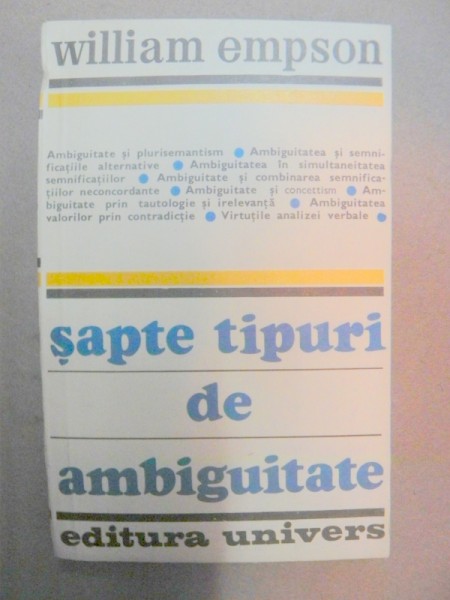 william empson
Ambiguitate și plurisemantism ● Ambiguitatea și semni-
ficațiile alternative ● Ambiguitatea în simultaneitatea
semnificațiilor ● Ambiguitate și combinarea semnifica-
țiilor neconcordante ● Ambiguitate și concettism ● Am-
biguitate prin tautologie și irelevanță ● Ambiguitatea
valorilor prin contradicție ● Virtuțile analizei verbale ●
șapte tipuri
de
ambiguitate
editura univers